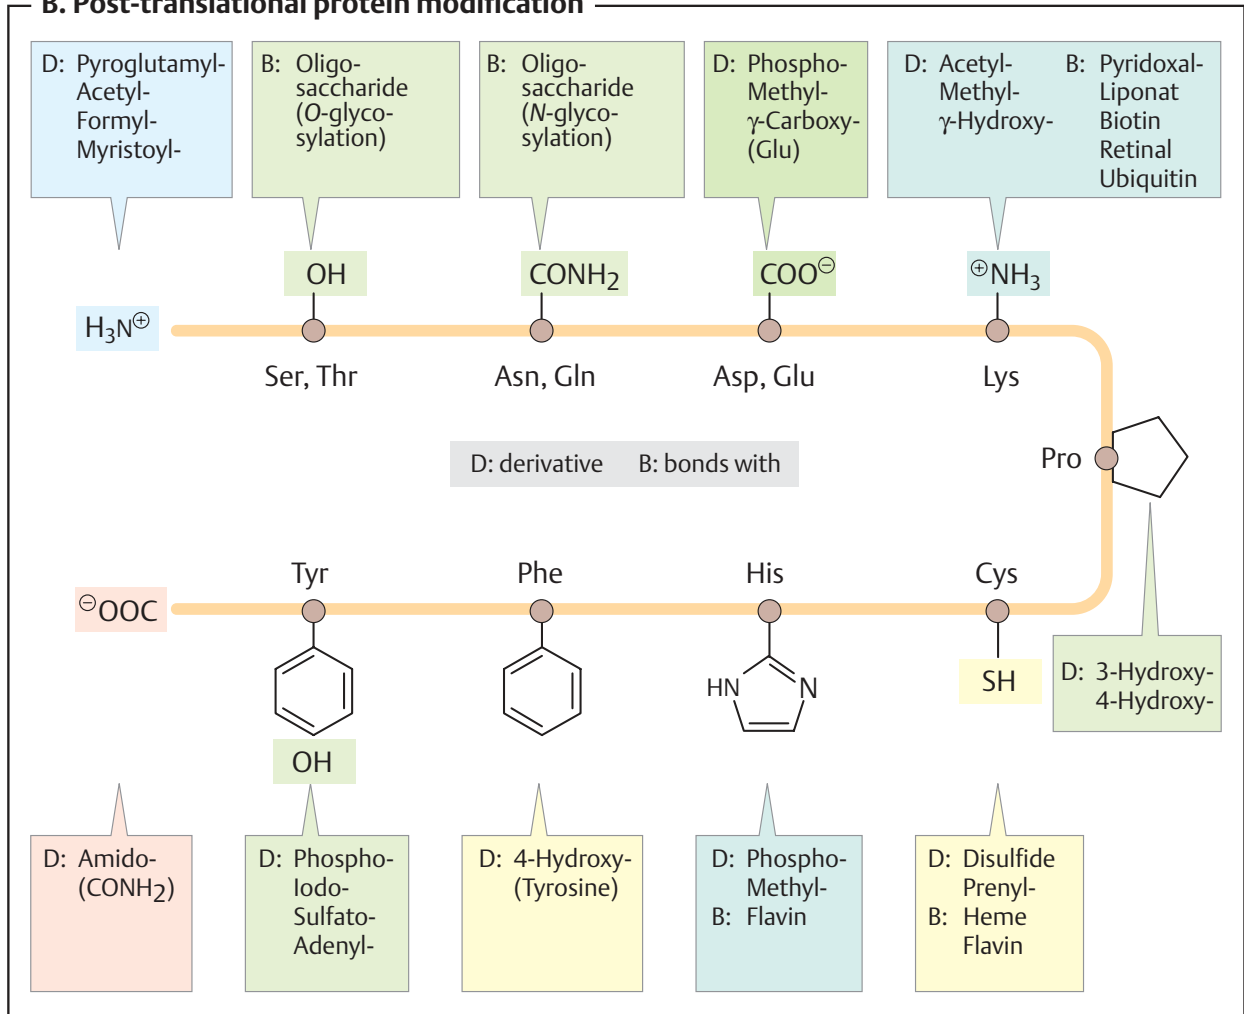 B. Post-translational protein modification
D: Pyroglutamyl-
Acetyl-
Formyl-
Myristoyl-
B: Oligo-
saccharide
(O-glyco-
sylation)
B: Oligo-
saccharide
(N-glyco-
sylation)
D: Phospho-
Methyl-
γ-Carboxy-
(Glu)
D: Acetyl-
Methyl-
γ-Hydroxy-
B: Pyridoxal-
Liponat
Biotin
Retinal
Ubiquitin
OH
CONH₂
COO⊖
⊕NH₃
H₃N⊕
Ser, Thr
Asn, Gln
Asp, Glu
Lys
Pro
D: derivative B: bonds with
Tyr
Phe
His
Cys
⊖OOC
HN
N
SH
D: 3-Hydroxy-
4-Hydroxy-
OH
D: Amido-
(CONH₂)
D: Phospho-
Iodo-
Sulfato-
Adenyl-
D: 4-Hydroxy-
(Tyrosine)
D: Phospho-
Methyl-
B: Flavin
D: Disulfide
Prenyl-
B: Heme
Flavin